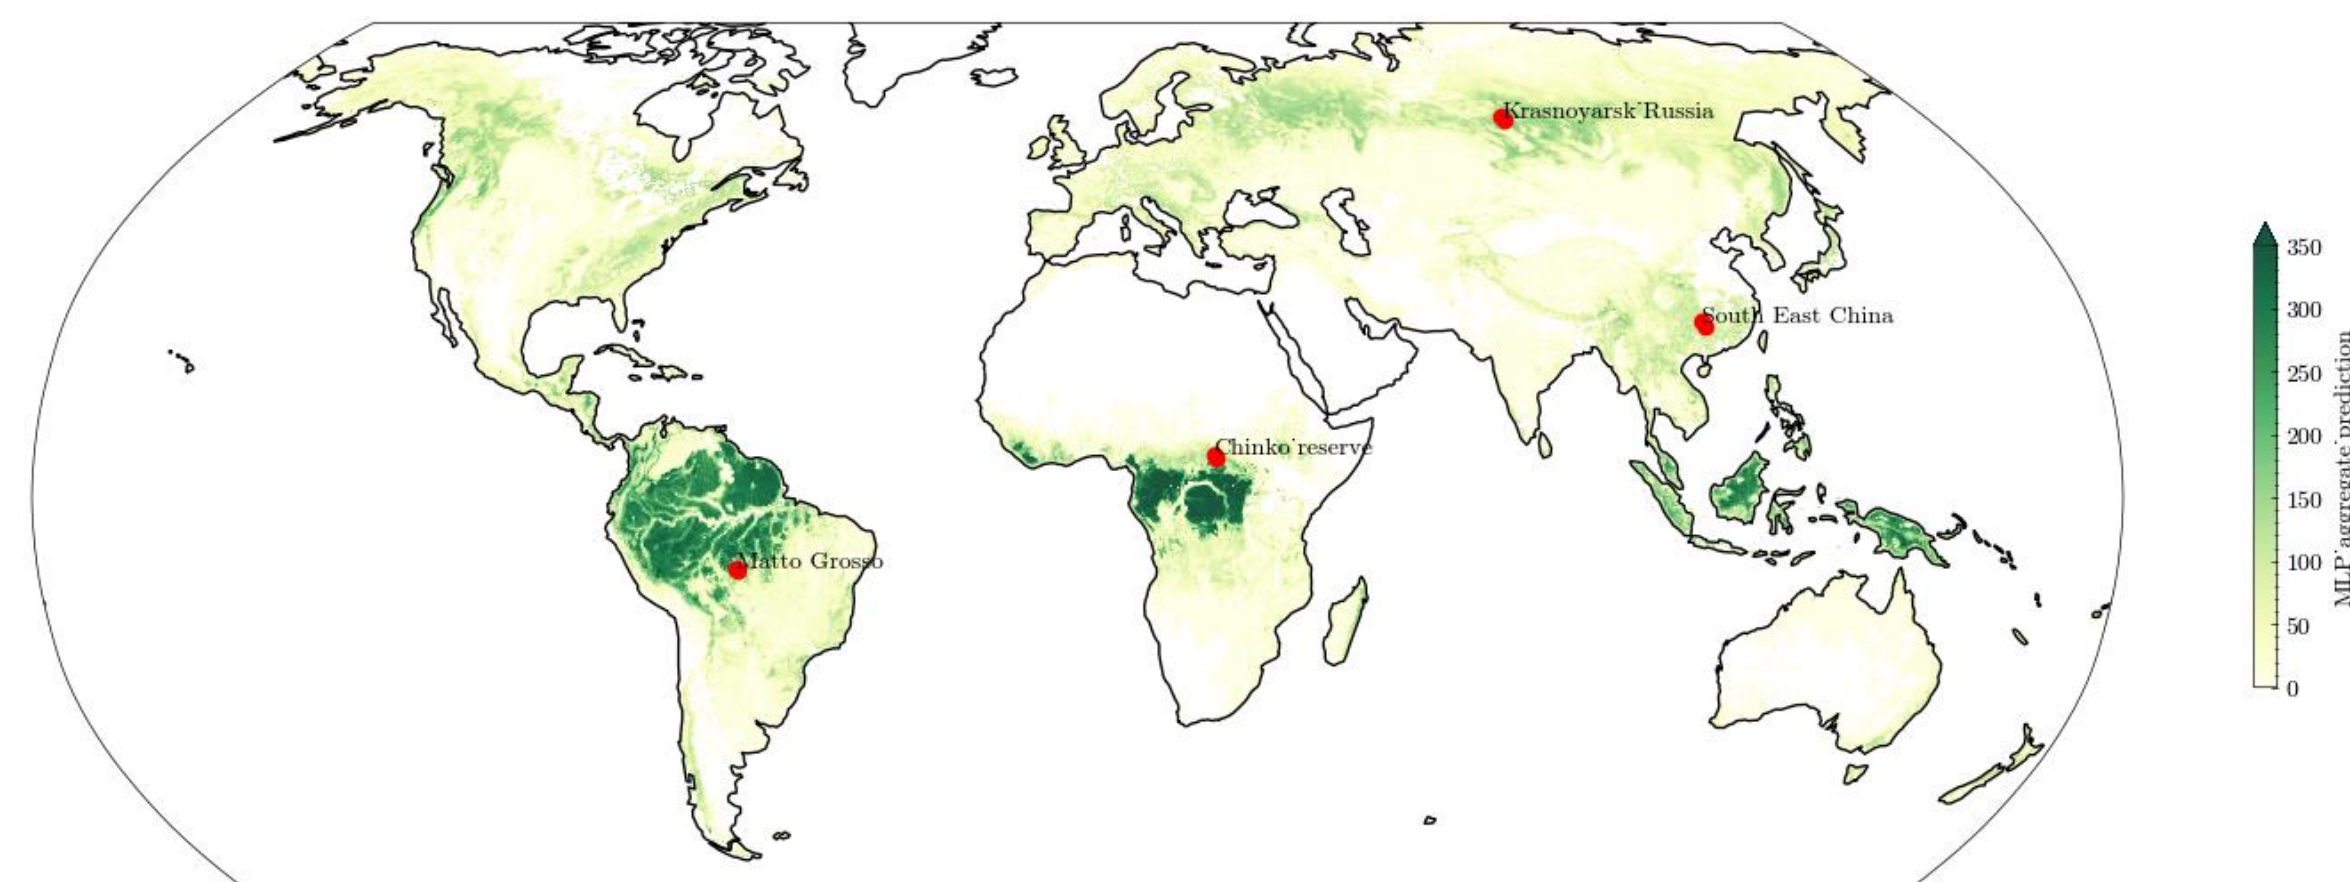 Krasnoyarsk˙Russia
South East China
Chinko˙reserve
Matto Grosso
350
300
250
200
150
100
50
0
MLP˙aggregate˙prediction